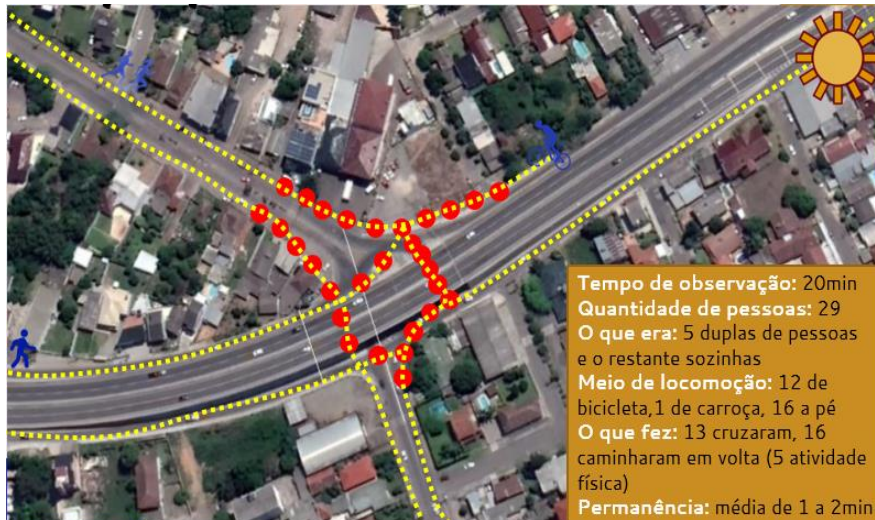 Tempo de observação: 20min
Quantidade de pessoas: 29
O que era: 5 duplas de pessoas
e o restante sozinhas
Meio de locomoção: 12 de
bicicleta,1 de carroça, 16 a pé
O que fez: 13 cruzaram, 16
caminharam em volta (5 atividade
física)
Permanência: média de 1 a 2min